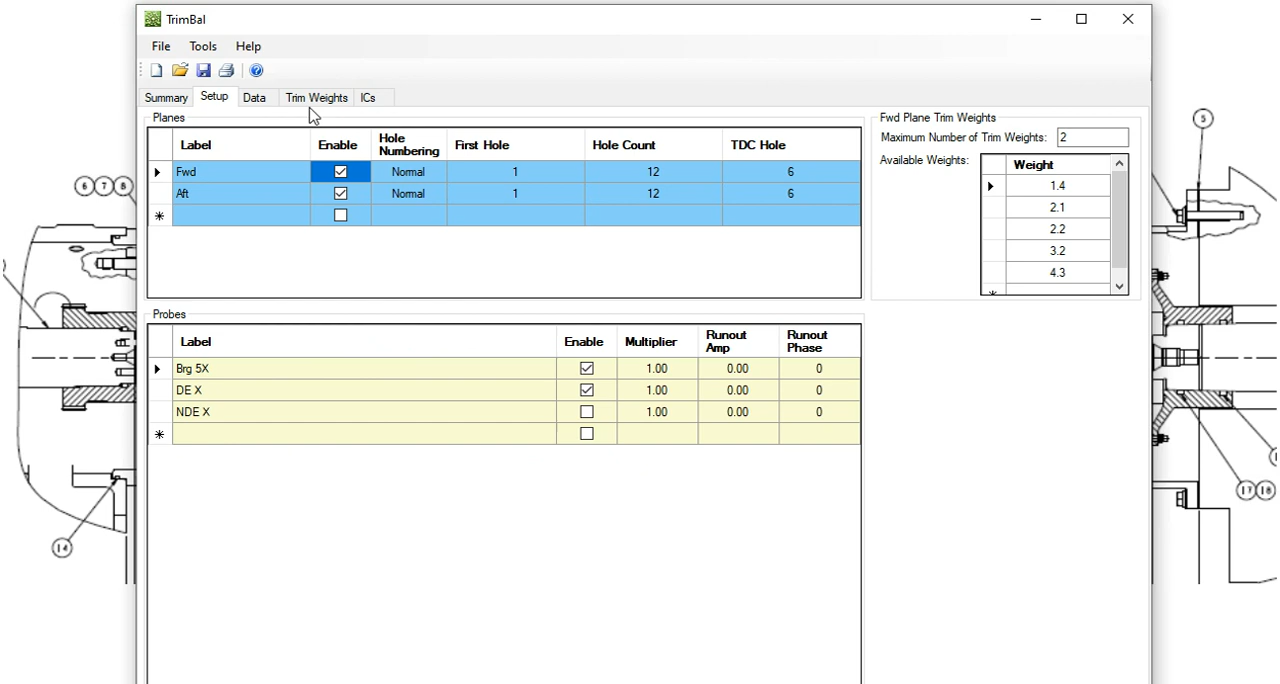 TrimBal
File Tools Help
Summary Setup Data Trim Weights ICs
Planes
Label Enable Hole Numbering First Hole Hole Count TDC Hole
Fwd Normal 1 12 6
Aft Normal 1 12 6
Fwd Plane Trim Weights
Maximum Number of Trim Weights: 2
Available Weights:
Weight
1.4
2.1
2.2
3.2
4.3
Probes
Label Enable Multiplier Runout Amp Runout Phase
Brg 5X 1.00 0.00 0
DE X 1.00 0.00 0
NDE X 1.00 0.00 0
6 7 8
14
5
17 18